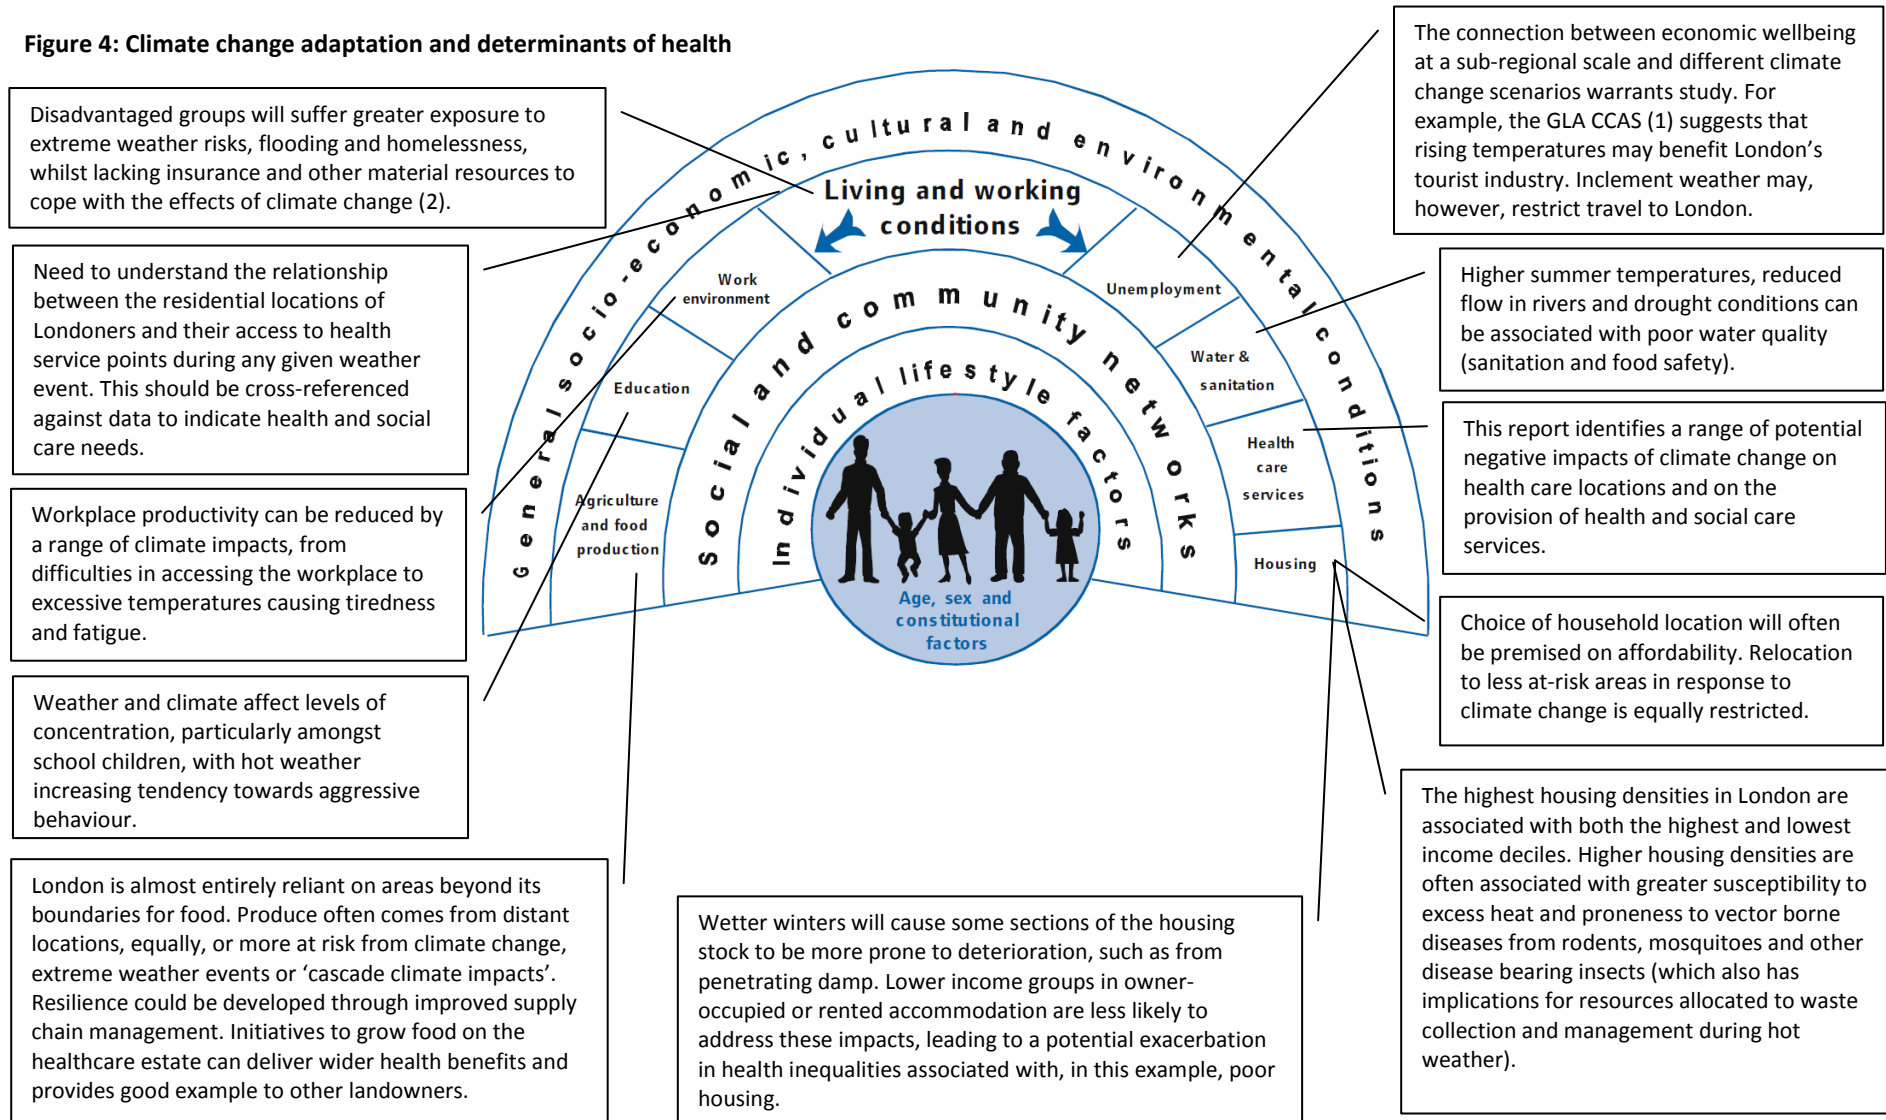 Figure 4: Climate change adaptation and determinants of health
Disadvantaged groups will suffer greater exposure to
extreme weather risks, flooding and homelessness,
whilst lacking insurance and other material resources to
cope with the effects of climate change (2).
Need to understand the relationship
between the residential locations of
Londoners and their access to health
service points during any given weather
event. This should be cross-referenced
against data to indicate health and social
care needs.
Workplace productivity can be reduced by
a range of climate impacts, from
difficulties in accessing the workplace to
excessive temperatures causing tiredness
and fatigue.
Weather and climate affect levels of
concentration, particularly amongst
school children, with hot weather
increasing tendency towards aggressive
behaviour.
London is almost entirely reliant on areas beyond its
boundaries for food. Produce often comes from distant
locations, equally, or more at risk from climate change,
extreme weather events or ‘cascade climate impacts’.
Resilience could be developed through improved supply
chain management. Initiatives to grow food on the
healthcare estate can deliver wider health benefits and
provides good example to other landowners.
General socio-economic, cultural and environmental conditions
Living and working
conditions
Work
environment
Education
Agriculture
and food
production
Unemployment
Water &
sanitation
Health
care
services
Housing
Social and community networks
Individual lifestyle factors
Age, sex and
constitutional
factors
The connection between economic wellbeing
at a sub-regional scale and different climate
change scenarios warrants study. For
example, the GLA CCAS (1) suggests that
rising temperatures may benefit London’s
tourist industry. Inclement weather may,
however, restrict travel to London.
Higher summer temperatures, reduced
flow in rivers and drought conditions can
be associated with poor water quality
(sanitation and food safety).
This report identifies a range of potential
negative impacts of climate change on
health care locations and on the
provision of health and social care
services.
Choice of household location will often
be premised on affordability. Relocation
to less at-risk areas in response to
climate change is equally restricted.
The highest housing densities in London are
associated with both the highest and lowest
income deciles. Higher housing densities are
often associated with greater susceptibility to
excess heat and proneness to vector borne
diseases from rodents, mosquitoes and other
disease bearing insects (which also has
implications for resources allocated to waste
collection and management during hot
weather).
Wetter winters will cause some sections of the housing
stock to be more prone to deterioration, such as from
penetrating damp. Lower income groups in owner-
occupied or rented accommodation are less likely to
address these impacts, leading to a potential exacerbation
in health inequalities associated with, in this example, poor
housing.